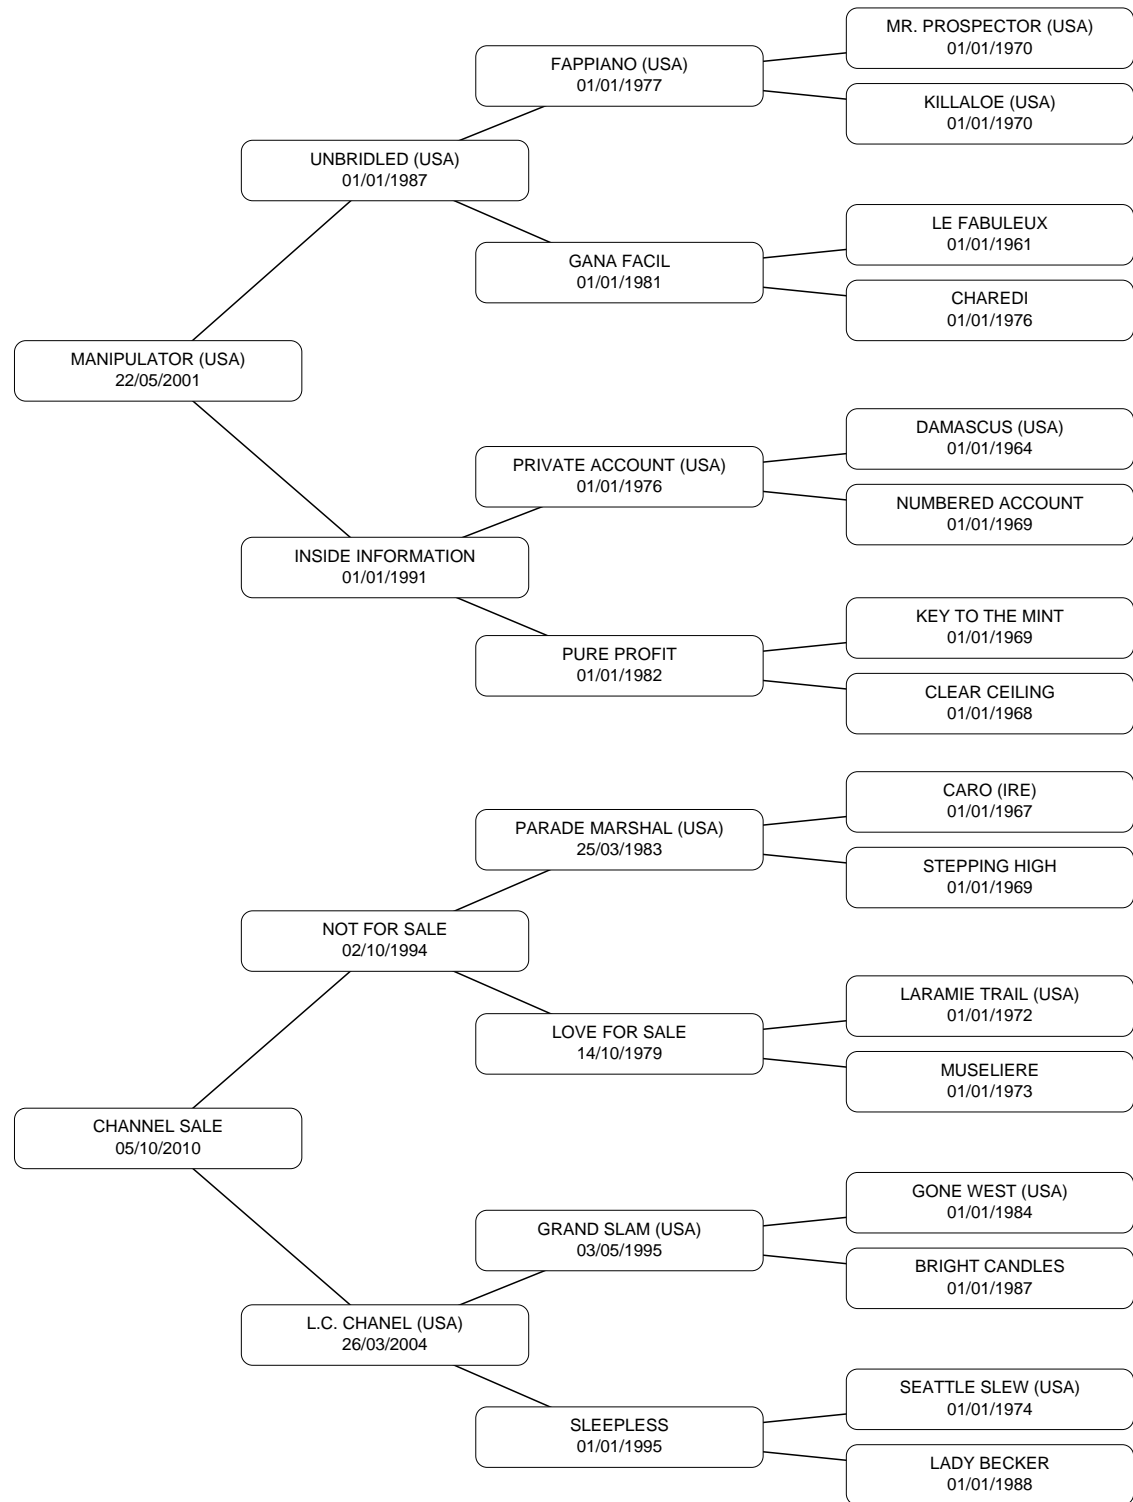 MR. PROSPECTOR (USA)
01/01/1970
FAPPIANO (USA)
01/01/1977
KILLALOE (USA)
01/01/1970
UNBRIDLED (USA)
01/01/1987
LE FABULEUX
01/01/1961
GANA FACIL
01/01/1981
CHAREDI
01/01/1976
MANIPULATOR (USA)
22/05/2001
DAMASCUS (USA)
01/01/1964
PRIVATE ACCOUNT (USA)
01/01/1976
NUMBERED ACCOUNT
01/01/1969
INSIDE INFORMATION
01/01/1991
KEY TO THE MINT
01/01/1969
PURE PROFIT
01/01/1982
CLEAR CEILING
01/01/1968
CARO (IRE)
01/01/1967
PARADE MARSHAL (USA)
25/03/1983
STEPPING HIGH
01/01/1969
NOT FOR SALE
02/10/1994
LARAMIE TRAIL (USA)
01/01/1972
LOVE FOR SALE
14/10/1979
MUSELIERE
01/01/1973
CHANNEL SALE
05/10/2010
GONE WEST (USA)
01/01/1984
GRAND SLAM (USA)
03/05/1995
BRIGHT CANDLES
01/01/1987
L.C. CHANEL (USA)
26/03/2004
SEATTLE SLEW (USA)
01/01/1974
SLEEPLESS
01/01/1995
LADY BECKER
01/01/1988